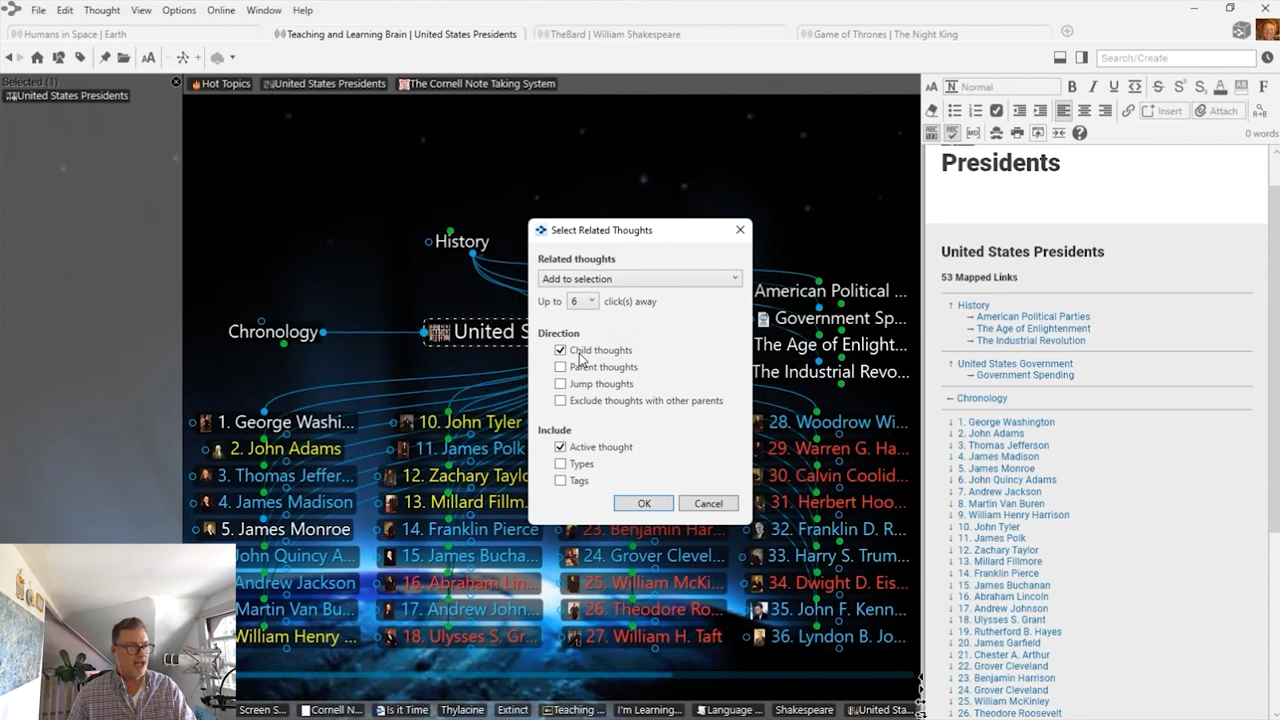 File Edit Thought View Options Online Window Help
Humans in Space | Earth
Teaching and Learning Brain | United States Presidents
TheBard | William Shakespeare
Game of Thrones | The Night King
Search/Create
Selected (1)
United States Presidents
Hot Topics
United States Presidents
The Cornell Note Taking System
Normal
Insert
Attach
0 words
History
Chronology
United S
American Political ...
Government Sp...
The Age of Enlight...
The Industrial Revo...
1. George Washi...
2. John Adams
3. Thomas Jeffer...
4. James Madison
5. James Monroe
John Quincy A...
Andrew Jackson
Martin Van Bu...
William Henry ...
10. John Tyler
11. James Polk
12. Zachary Taylo
13. Millard Fillm.
14. Franklin Pierce
15. James Bucha...
16. Abraham Lin...
17. Andrew John...
18. Ulysses S. Gr...
23. Benjamin Har...
24. Grover Clevel...
25. William McKi...
26. Theodore Ro...
27. William H. Taft
28. Woodrow Wi...
29. Warren G. Ha...
30. Calvin Coolid...
31. Herbert Hoo...
32. Franklin D. R...
33. Harry S. Trum...
34. Dwight D. Eis...
35. John F. Kenn...
36. Lyndon B. Jo...
Select Related Thoughts
Related thoughts
Add to selection
Up to 6 click(s) away
Direction
Child thoughts
Parent thoughts
Jump thoughts
Exclude thoughts with other parents
Include
Active thought
Types
Tags
OK Cancel
Presidents
United States Presidents
53 Mapped Links
↑ History
→ American Political Parties
→ The Age of Enlightenment
→ The Industrial Revolution
↑ United States Government
→ Government Spending
← Chronology
↓ 1. George Washington
↓ 2. John Adams
↓ 3. Thomas Jefferson
↓ 4. James Madison
↓ 5. James Monroe
↓ 6. John Quincy Adams
↓ 7. Andrew Jackson
↓ 8. Martin Van Buren
↓ 9. William Henry Harrison
↓ 10. John Tyler
↓ 11. James Polk
↓ 12. Zachary Taylor
↓ 13. Millard Fillmore
↓ 14. Franklin Pierce
↓ 15. James Buchanan
↓ 16. Abraham Lincoln
↓ 17. Andrew Johnson
↓ 18. Ulysses S. Grant
↓ 19. Rutherford B. Hayes
↓ 20. James Garfield
↓ 21. Chester A. Arthur
↓ 22. Grover Cleveland
↓ 23. Benjamin Harrison
↓ 24. Grover Cleveland
↓ 25. William McKinley
↓ 26. Theodore Roosevelt
Screen S...
Cornell N...
Is it Time
Thylacine
Extinct
Teaching ...
I'm Learning...
Language ...
Shakespeare
United Sta...